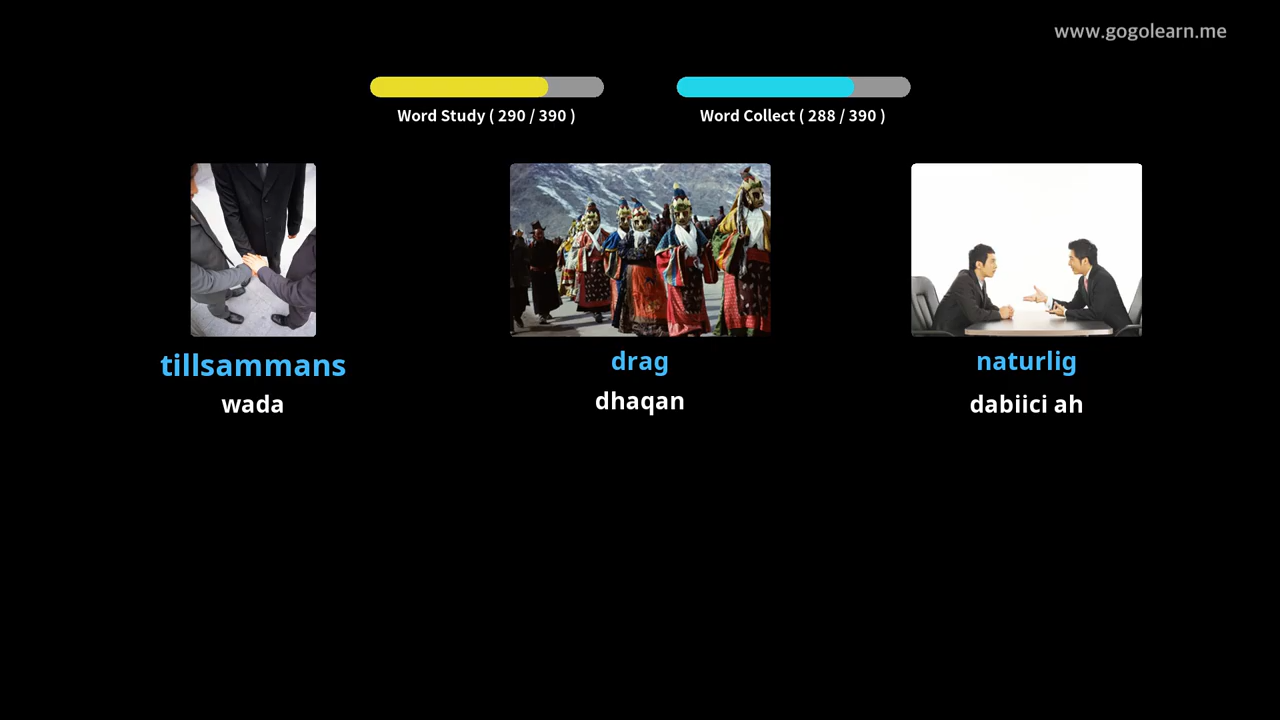 www.gogolearn.me
Word Study ( 290 / 390 )
Word Collect ( 288 / 390 )
tillsammans
wada
drag
dhaqan
naturlig
dabiici ah